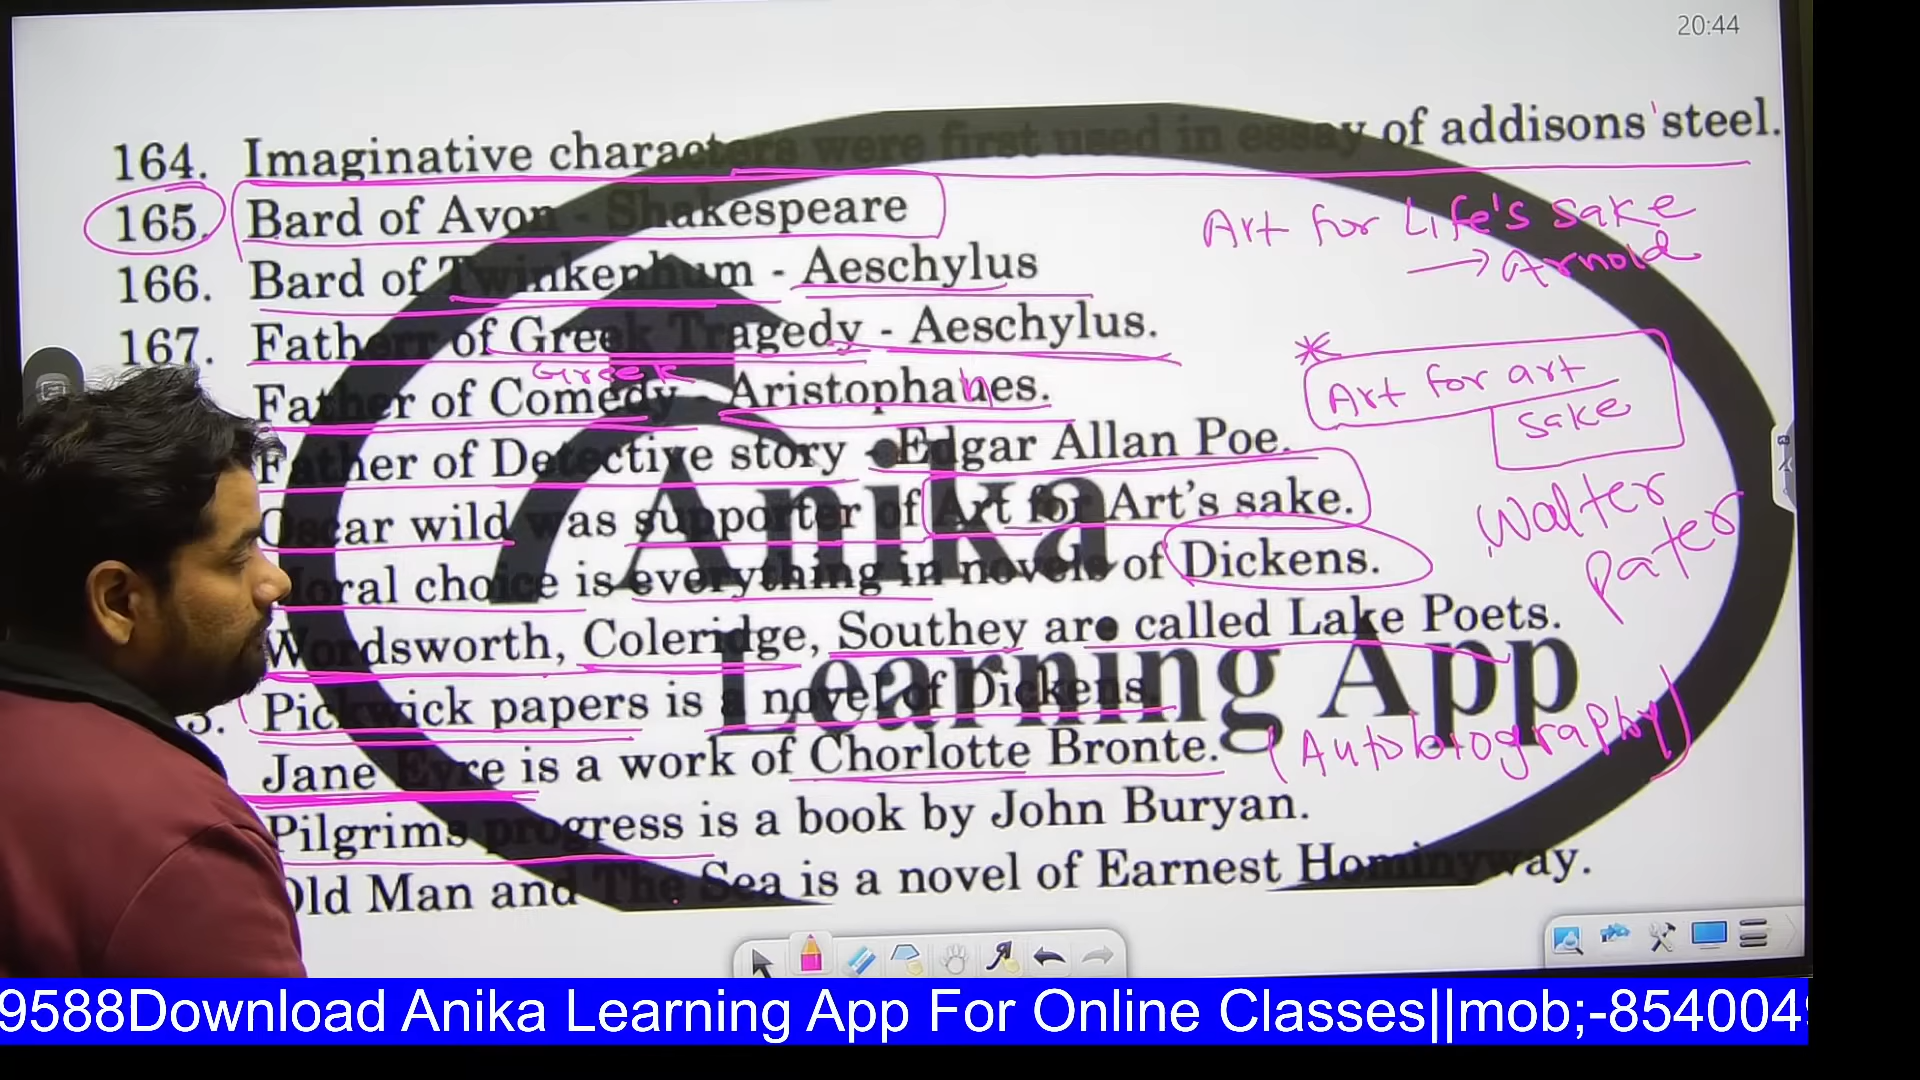 20:44
164. Imaginative characters were first used in essay of addisons'steel.
165. Bard of Avon - Shakespeare
Art for Life's sake
→ Arnold
166. Bard of Twinkenhum - Aeschylus
167. Fatherr of Greek Tragedy - Aeschylus.
Greek
Father of Comedy - Aristophanes.
* Art for art
sake
Father of Detective story - Edgar Allan Poe.
Oscar wild was supporter of Art for Art's sake.
Walter
Pater
Moral choice is everything in novels of Dickens.
Wordsworth, Coleridge, Southey are called Lake Poets.
3. Pickwick papers is a novel of Dickens.
Jane Eyre is a work of Chorlotte Bronte.
(Autobiography)
Pilgrims progress is a book by John Buryan.
Old Man and The Sea is a novel of Earnest Hominyway.
Anika
Learning App
9588Download Anika Learning App For Online Classes||mob;-854004